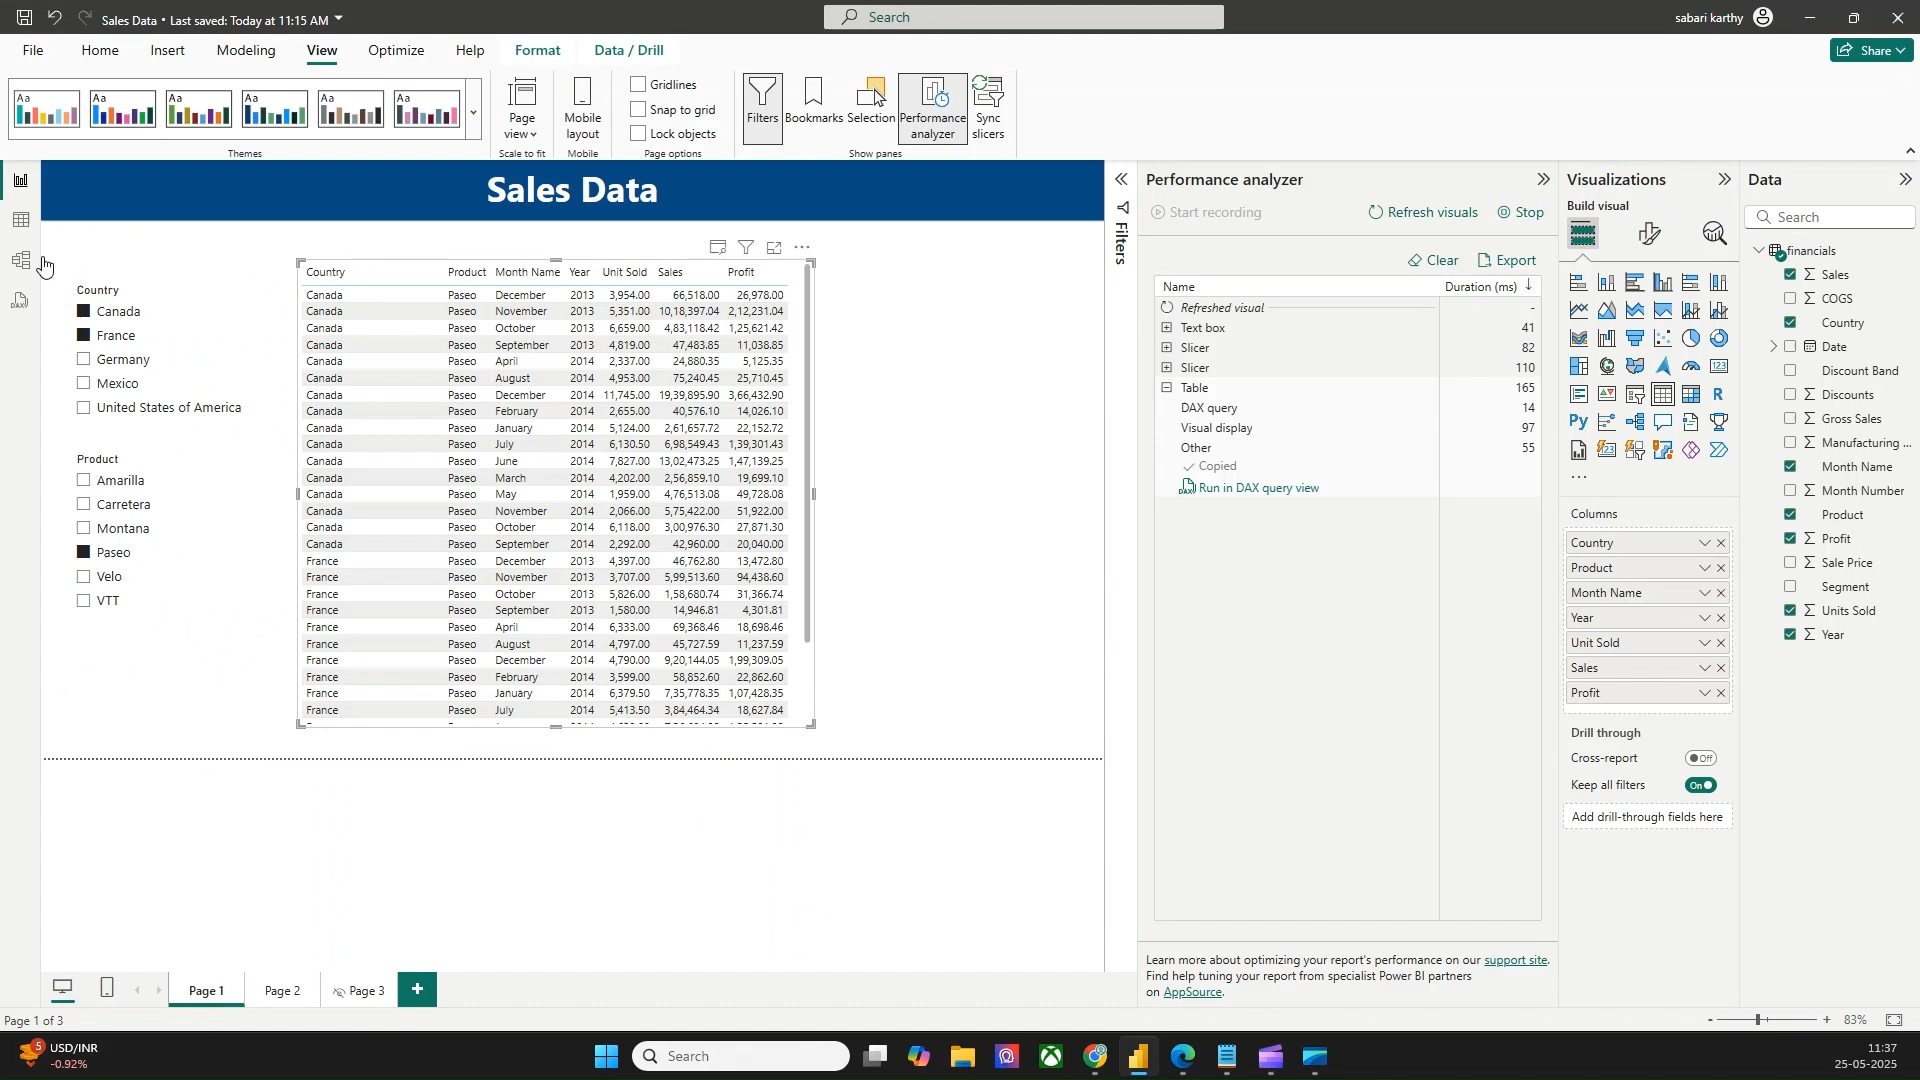 Sales Data • Last saved: Today at 11:15 AM
Search
sabari karthy
File Home Insert Modeling View Optimize Help Format Data / Drill
Share
Aa Aa Aa Aa Aa Aa
Themes
Page view
Scale to fit
Mobile layout
Mobile
Gridlines
Snap to grid
Lock objects
Page options
Filters Bookmarks Selection Performance analyzer Sync slicers
Show panes
Sales Data
DAX
Country
Canada
France
Germany
Mexico
United States of America
Product
Amarilla
Carretera
Montana
Paseo
Velo
VTT
Country Product Month Name Year Unit Sold Sales Profit
Canada Paseo December 2013 3,954.00 66,518.00 26,978.00
Canada Paseo November 2013 5,351.00 10,18,397.04 2,12,231.04
Canada Paseo October 2013 6,659.00 4,83,118.42 1,25,621.42
Canada Paseo September 2013 4,819.00 47,483.85 11,038.85
Canada Paseo April 2014 2,337.00 24,880.35 5,125.35
Canada Paseo August 2014 4,953.00 75,240.45 25,710.45
Canada Paseo December 2014 11,745.00 19,39,895.90 3,66,432.90
Canada Paseo February 2014 2,655.00 40,576.10 14,026.10
Canada Paseo January 2014 5,124.00 2,61,657.72 22,152.72
Canada Paseo July 2014 6,130.50 6,98,549.43 1,39,301.43
Canada Paseo June 2014 7,827.00 13,02,473.25 1,47,139.25
Canada Paseo March 2014 4,202.00 2,56,859.10 19,699.10
Canada Paseo May 2014 1,959.00 4,76,513.08 49,728.08
Canada Paseo November 2014 2,066.00 5,75,422.00 51,922.00
Canada Paseo October 2014 6,118.00 3,00,976.30 27,871.30
Canada Paseo September 2014 2,292.00 42,960.00 20,040.00
France Paseo December 2013 4,397.00 46,762.80 13,472.80
France Paseo November 2013 3,707.00 5,99,513.60 94,438.60
France Paseo October 2013 5,826.00 1,58,680.74 31,366.74
France Paseo September 2013 1,580.00 14,946.81 4,301.81
France Paseo April 2014 6,333.00 69,368.46 18,698.46
France Paseo August 2014 4,797.00 45,727.59 11,237.59
France Paseo December 2014 4,790.00 9,20,144.05 1,99,309.05
France Paseo February 2014 3,599.00 58,852.60 22,862.60
France Paseo January 2014 6,379.50 7,35,778.35 1,07,428.35
France Paseo July 2014 5,413.50 3,84,464.34 18,627.84
Filters
Performance analyzer
Start recording Refresh visuals Stop
Clear Export
Name Duration (ms)
Refreshed visual -
Text box 41
Slicer 82
Slicer 110
Table 165
DAX query 14
Visual display 97
Other 55
Copied
Run in DAX query view
Learn more about optimizing your report's performance on our support site.
Find help tuning your report from specialist Power BI partners
on AppSource.
Visualizations
Build visual
123
R
Py
Columns
Country
Product
Month Name
Year
Unit Sold
Sales
Profit
Drill through
Cross-report Off
Keep all filters On
Add drill-through fields here
Data
Search
financials
Sales
COGS
Country
Date
Discount Band
Discounts
Gross Sales
Manufacturing ...
Month Name
Month Number
Product
Profit
Sale Price
Segment
Units Sold
Year
Page 1 Page 2 Page 3
Page 1 of 3
83%
5 USD/INR
-0.92%
Search
11:37
25-05-2025